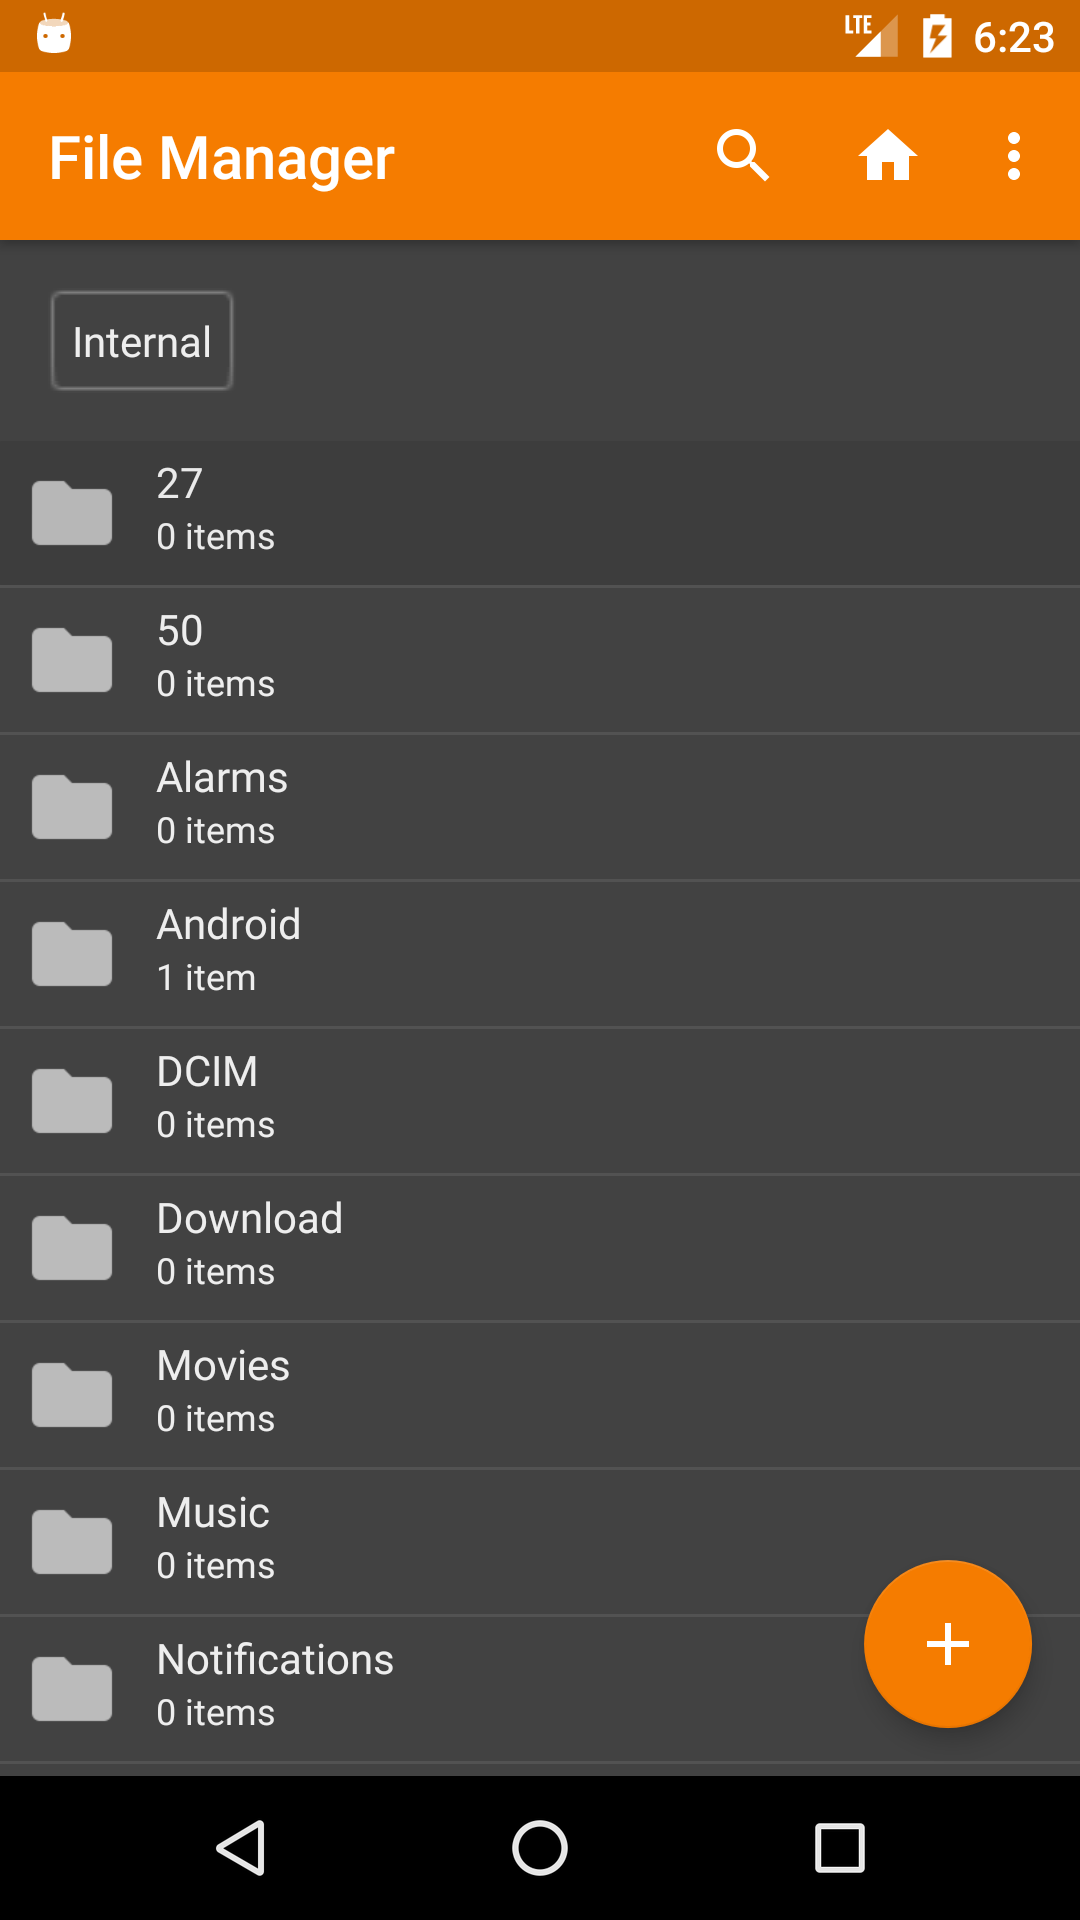 LTE 6:23
File Manager
Internal
27
0 items
50
0 items
Alarms
0 items
Android
1 item
DCIM
0 items
Download
0 items
Movies
0 items
Music
0 items
Notifications
0 items